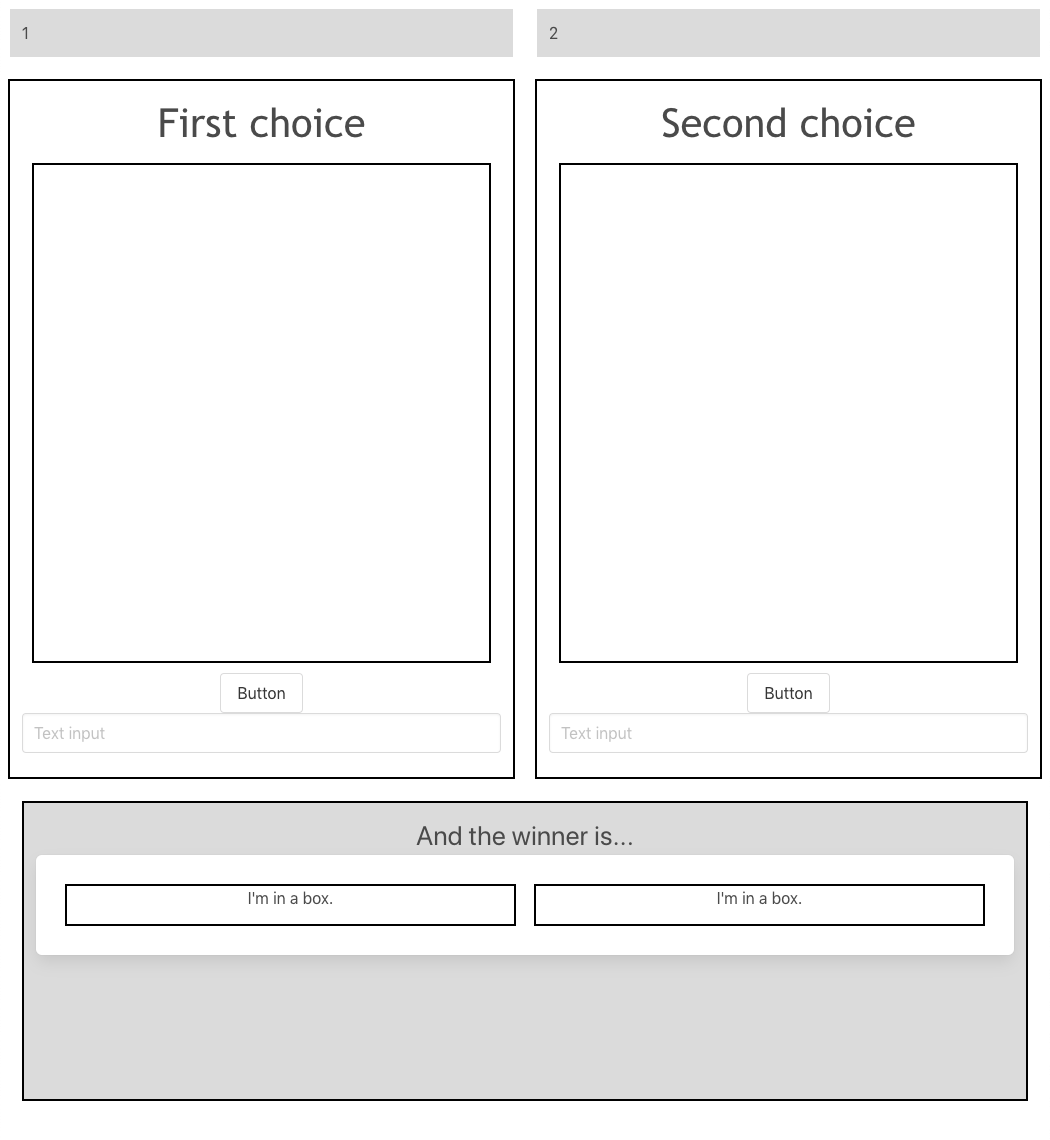 1
2
First choice
Second choice
Button
Text input
Button
Text input
And the winner is...
I'm in a box.
I'm in a box.